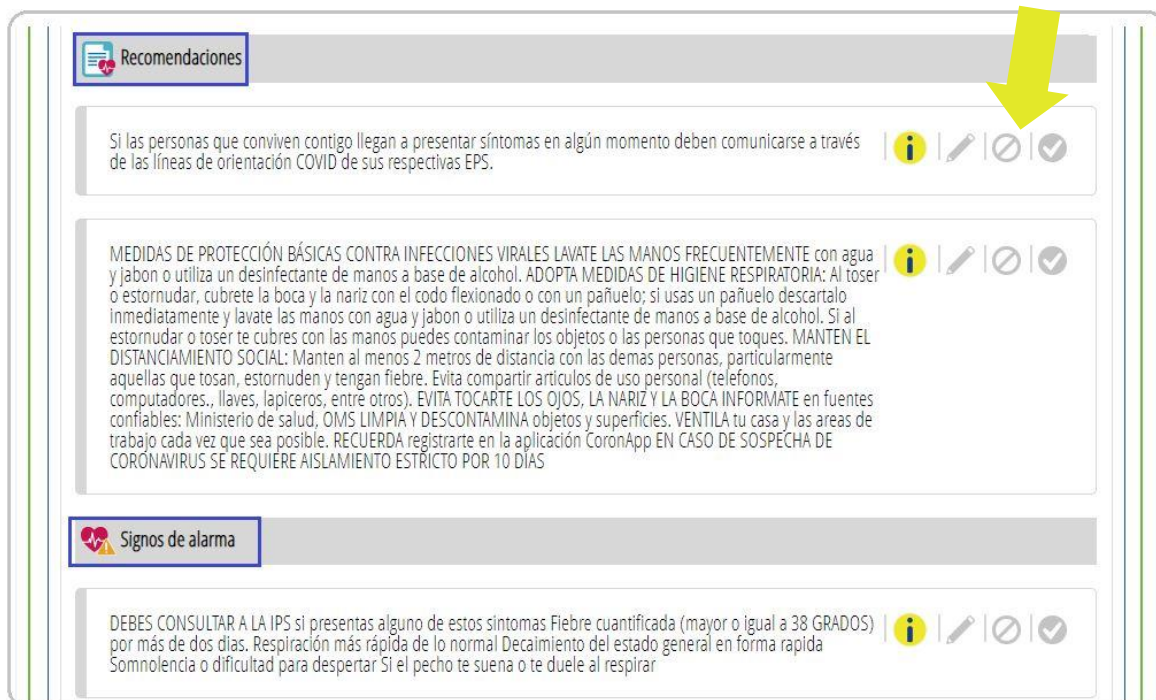 Recomendaciones
Si las personas que conviven contigo llegan a presentar síntomas en algún momento deben comunicarse a través
de las líneas de orientación COVID de sus respectivas EPS.
MEDIDAS DE PROTECCIÓN BÁSICAS CONTRA INFECCIONES VIRALES LAVATE LAS MANOS FRECUENTEMENTE con agua
y jabon o utiliza un desinfectante de manos a base de alcohol. ADOPTA MEDIDAS DE HIGIENE RESPIRATORIA: Al toser
o estornudar, cubrete la boca y la nariz con el codo flexionado o con un pañuelo; si usas un pañuelo descartalo
inmediatamente y lavate las manos con agua y jabon o utiliza un desinfectante de manos a base de alcohol. Si al
estornudar o toser te cubres con las manos puedes contaminar los objetos o las personas que toques. MANTEN EL
DISTANCIAMIENTO SOCIAL: Manten al menos 2 metros de distancia con las demas personas, particularmente
aquellas que tosan, estornuden y tengan fiebre. Evita compartir articulos de uso personal (telefonos,
computadores., llaves, lapiceros, entre otros). EVITA TOCARTE LOS OJOS, LA NARIZ Y LA BOCA INFORMATE en fuentes
confiables: Ministerio de salud, OMS LIMPIA Y DESCONTAMINA objetos y superficies. VENTILA tu casa y las areas de
trabajo cada vez que sea posible. RECUERDA registrarte en la aplicación CoronApp EN CASO DE SOSPECHA DE
CORONAVIRUS SE REQUIERE AISLAMIENTO ESTRICTO POR 10 DÍAS
Signos de alarma
DEBES CONSULTAR A LA IPS si presentas alguno de estos sintomas Fiebre cuantificada (mayor o igual a 38 GRADOS)
por más de dos dias. Respiración más rápida de lo normal Decaimiento del estado general en forma rapida
Somnolencia o dificultad para despertar Si el pecho te suena o te duele al respirar